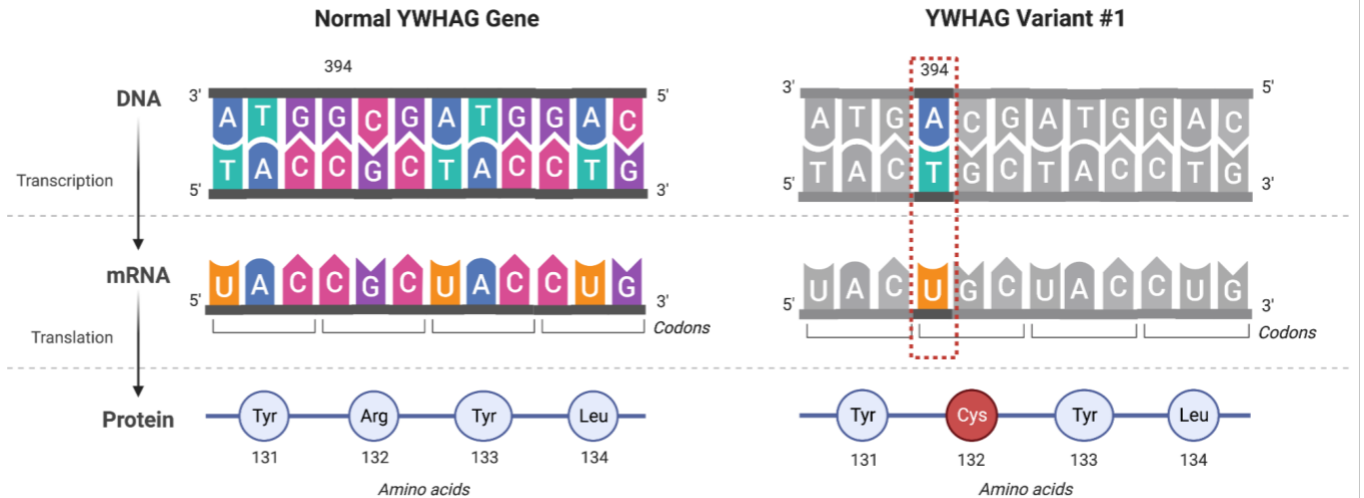 Normal YWHAG Gene
YWHAG Variant #1
394
394
DNA
3' A T G G C G A T G G A C 5'
5' T A C C G C T A C C T G 3'
3' A T G A C G A T G G A C 5'
5' T A C T G C T A C C T G 3'
Transcription
mRNA
5' U A C C G C U A C C U G 3'
Codons
5' U A C U G C U A C C U G 3'
Codons
Translation
Protein
Tyr Arg Tyr Leu
131 132 133 134
Amino acids
Tyr Cys Tyr Leu
131 132 133 134
Amino acids